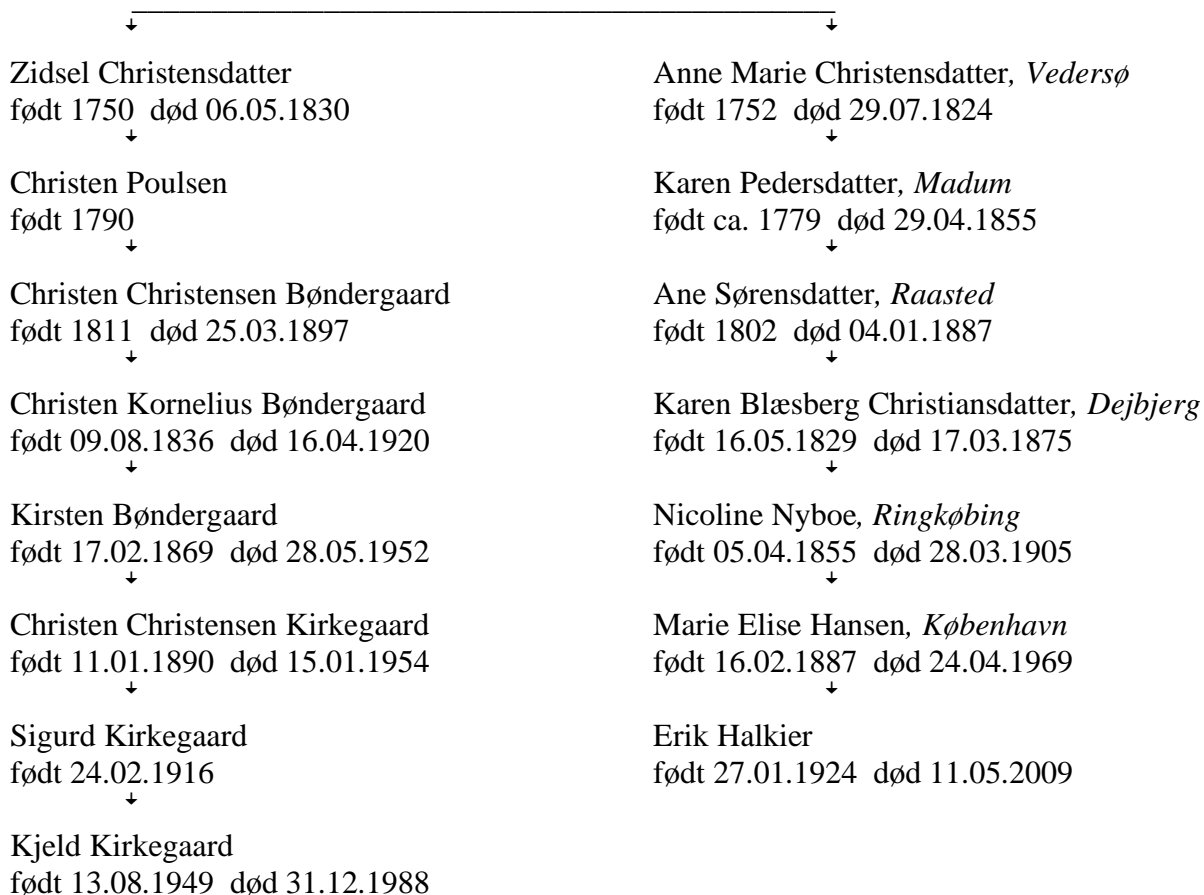 Zidsel Christensdatter
født 1750 død 06.05.1830
Christen Poulsen
født 1790
Christen Christensen Bøndergaard
født 1811 død 25.03.1897
Christen Kornelius Bøndergaard
født 09.08.1836 død 16.04.1920
Kirsten Bøndergaard
født 17.02.1869 død 28.05.1952
Christen Christensen Kirkegaard
født 11.01.1890 død 15.01.1954
Sigurd Kirkegaard
født 24.02.1916
Kjeld Kirkegaard
født 13.08.1949 død 31.12.1988
Anne Marie Christensdatter, Vedersø
født 1752 død 29.07.1824
Karen Pedersdatter, Madum
født ca. 1779 død 29.04.1855
Ane Sørensdatter, Raasted
født 1802 død 04.01.1887
Karen Blæsberg Christiansdatter, Dejbjerg
født 16.05.1829 død 17.03.1875
Nicoline Nyboe, Ringkøbing
født 05.04.1855 død 28.03.1905
Marie Elise Hansen, København
født 16.02.1887 død 24.04.1969
Erik Halkier
født 27.01.1924 død 11.05.2009